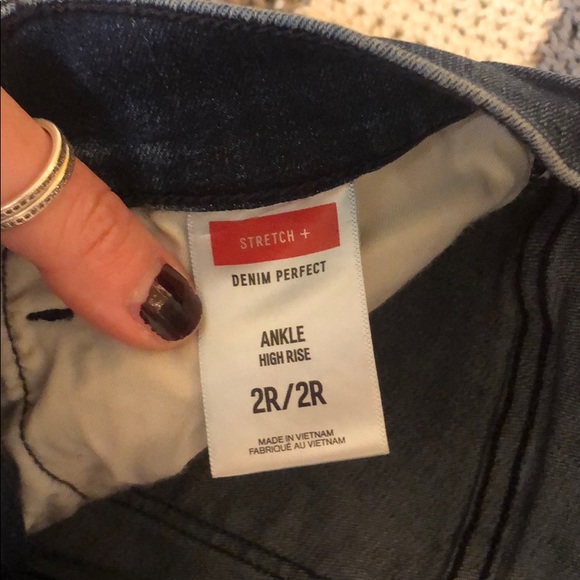 STRETCH +
DENIM PERFECT
ANKLE
HIGH RISE
2R/2R
MADE IN VIETNAM
FABRIQUÉ AU VIETNAM